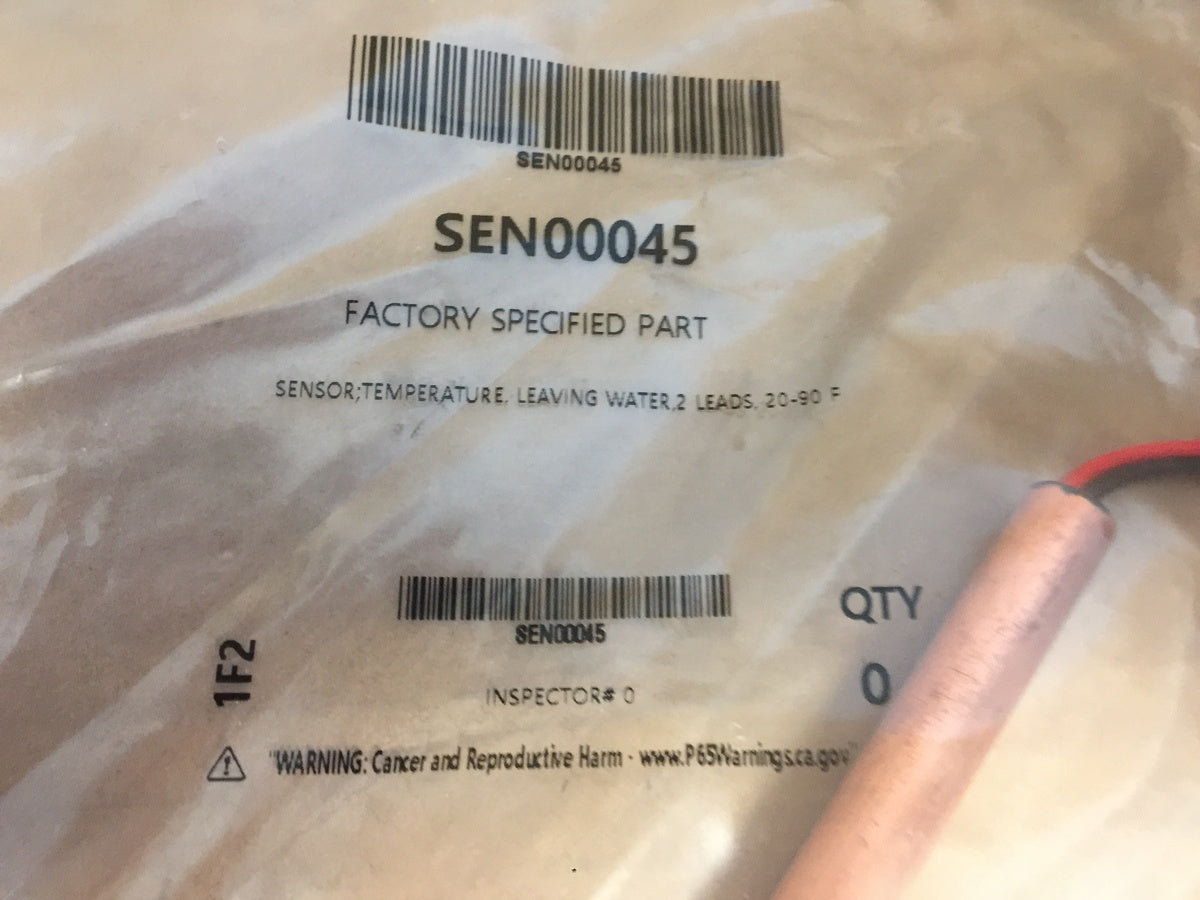 SEN00045
SEN00045
FACTORY SPECIFIED PART
SENSOR;TEMPERATURE, LEAVING WATER,2 LEADS, 20-90 F
SEN00045
QTY
0
1F2
INSPECTOR# 0
"WARNING: Cancer and Reproductive Harm - www.P65Warnings.ca.gov"